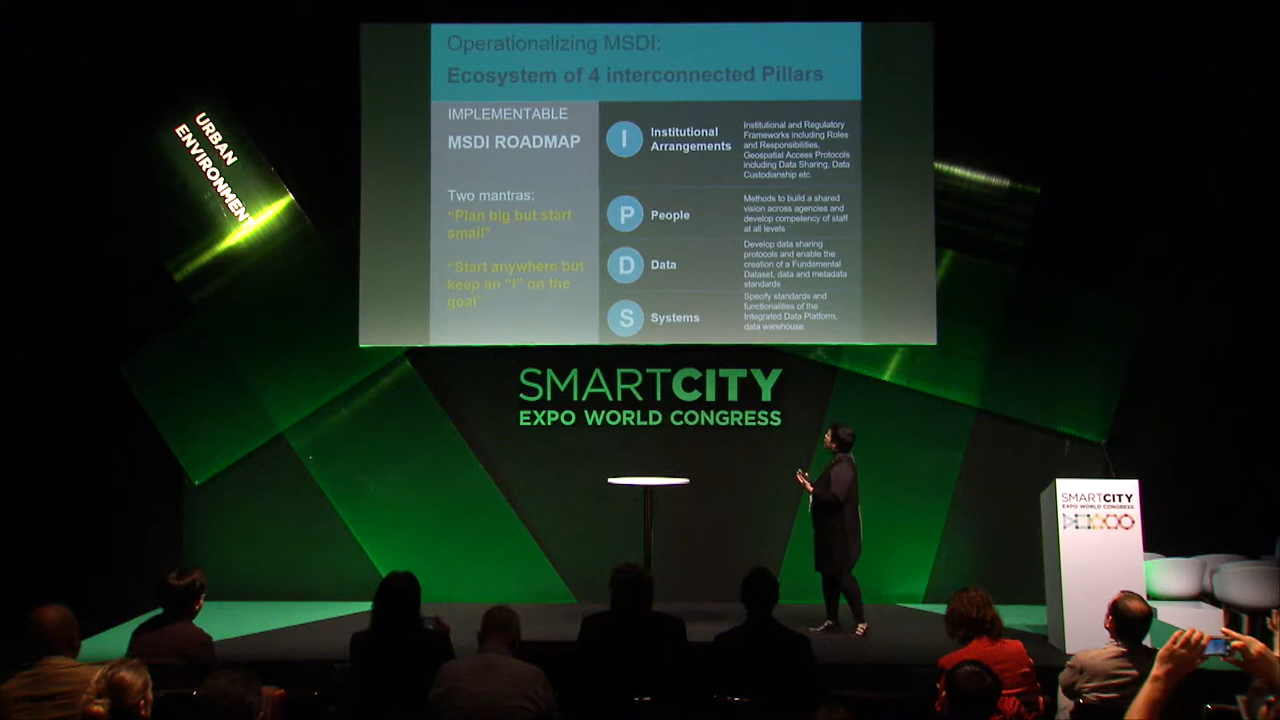 Operationalizing MSDI:
Ecosystem of 4 interconnected Pillars
IMPLEMENTABLE
MSDI ROADMAP
Two mantras:
“Plan big but start
small”
“Start anywhere but
keep an “I” on the
goal”
I
Institutional
Arrangements
Institutional and Regulatory
Frameworks including Roles
and Responsibilities,
Geospatial Access Protocols
including Data Sharing, Data
Custodianship etc.
P
People
Methods to build a shared
vision across agencies and
develop competency of staff
at all levels
D
Data
Develop data sharing
protocols and enable the
creation of a Fundamental
Dataset, data and metadata
standards
S
Systems
Specify standards and
functionalities of the
Integrated Data Platform,
data warehouse
URBAN
ENVIRONMENT
SMARTCITY
EXPO WORLD CONGRESS
SMARTCITY
EXPO WORLD CONGRESS